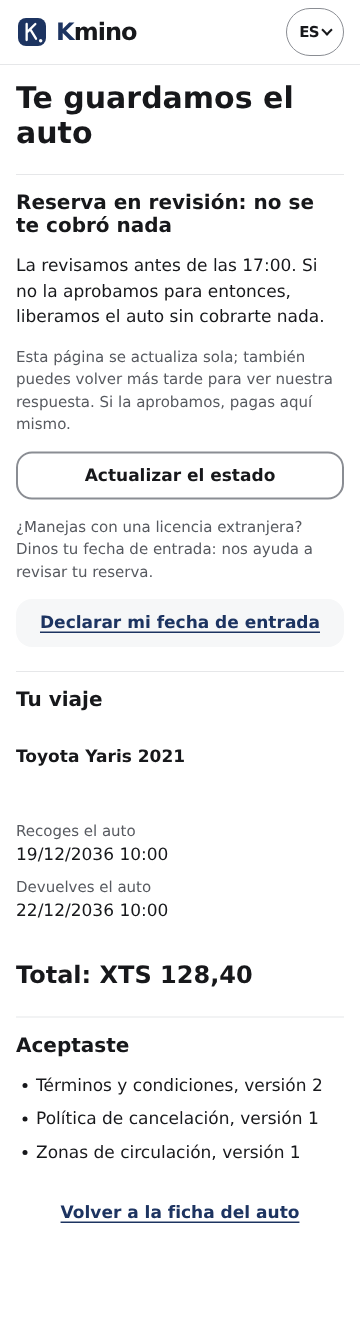 K. Kmino
ES
Te guardamos el
auto
Reserva en revisión: no se
te cobró nada
La revisamos antes de las 17:00. Si
no la aprobamos para entonces,
liberamos el auto sin cobrarte nada.
Esta página se actualiza sola; también
puedes volver más tarde para ver nuestra
respuesta. Si la aprobamos, pagas aquí
mismo.
Actualizar el estado
¿Manejas con una licencia extranjera?
Dinos tu fecha de entrada: nos ayuda a
revisar tu reserva.
Declarar mi fecha de entrada
Tu viaje
Toyota Yaris 2021
Recoges el auto
19/12/2036 10:00
Devuelves el auto
22/12/2036 10:00
Total: XTS 128,40
Aceptaste
• Términos y condiciones, versión 2
• Política de cancelación, versión 1
• Zonas de circulación, versión 1
Volver a la ficha del auto